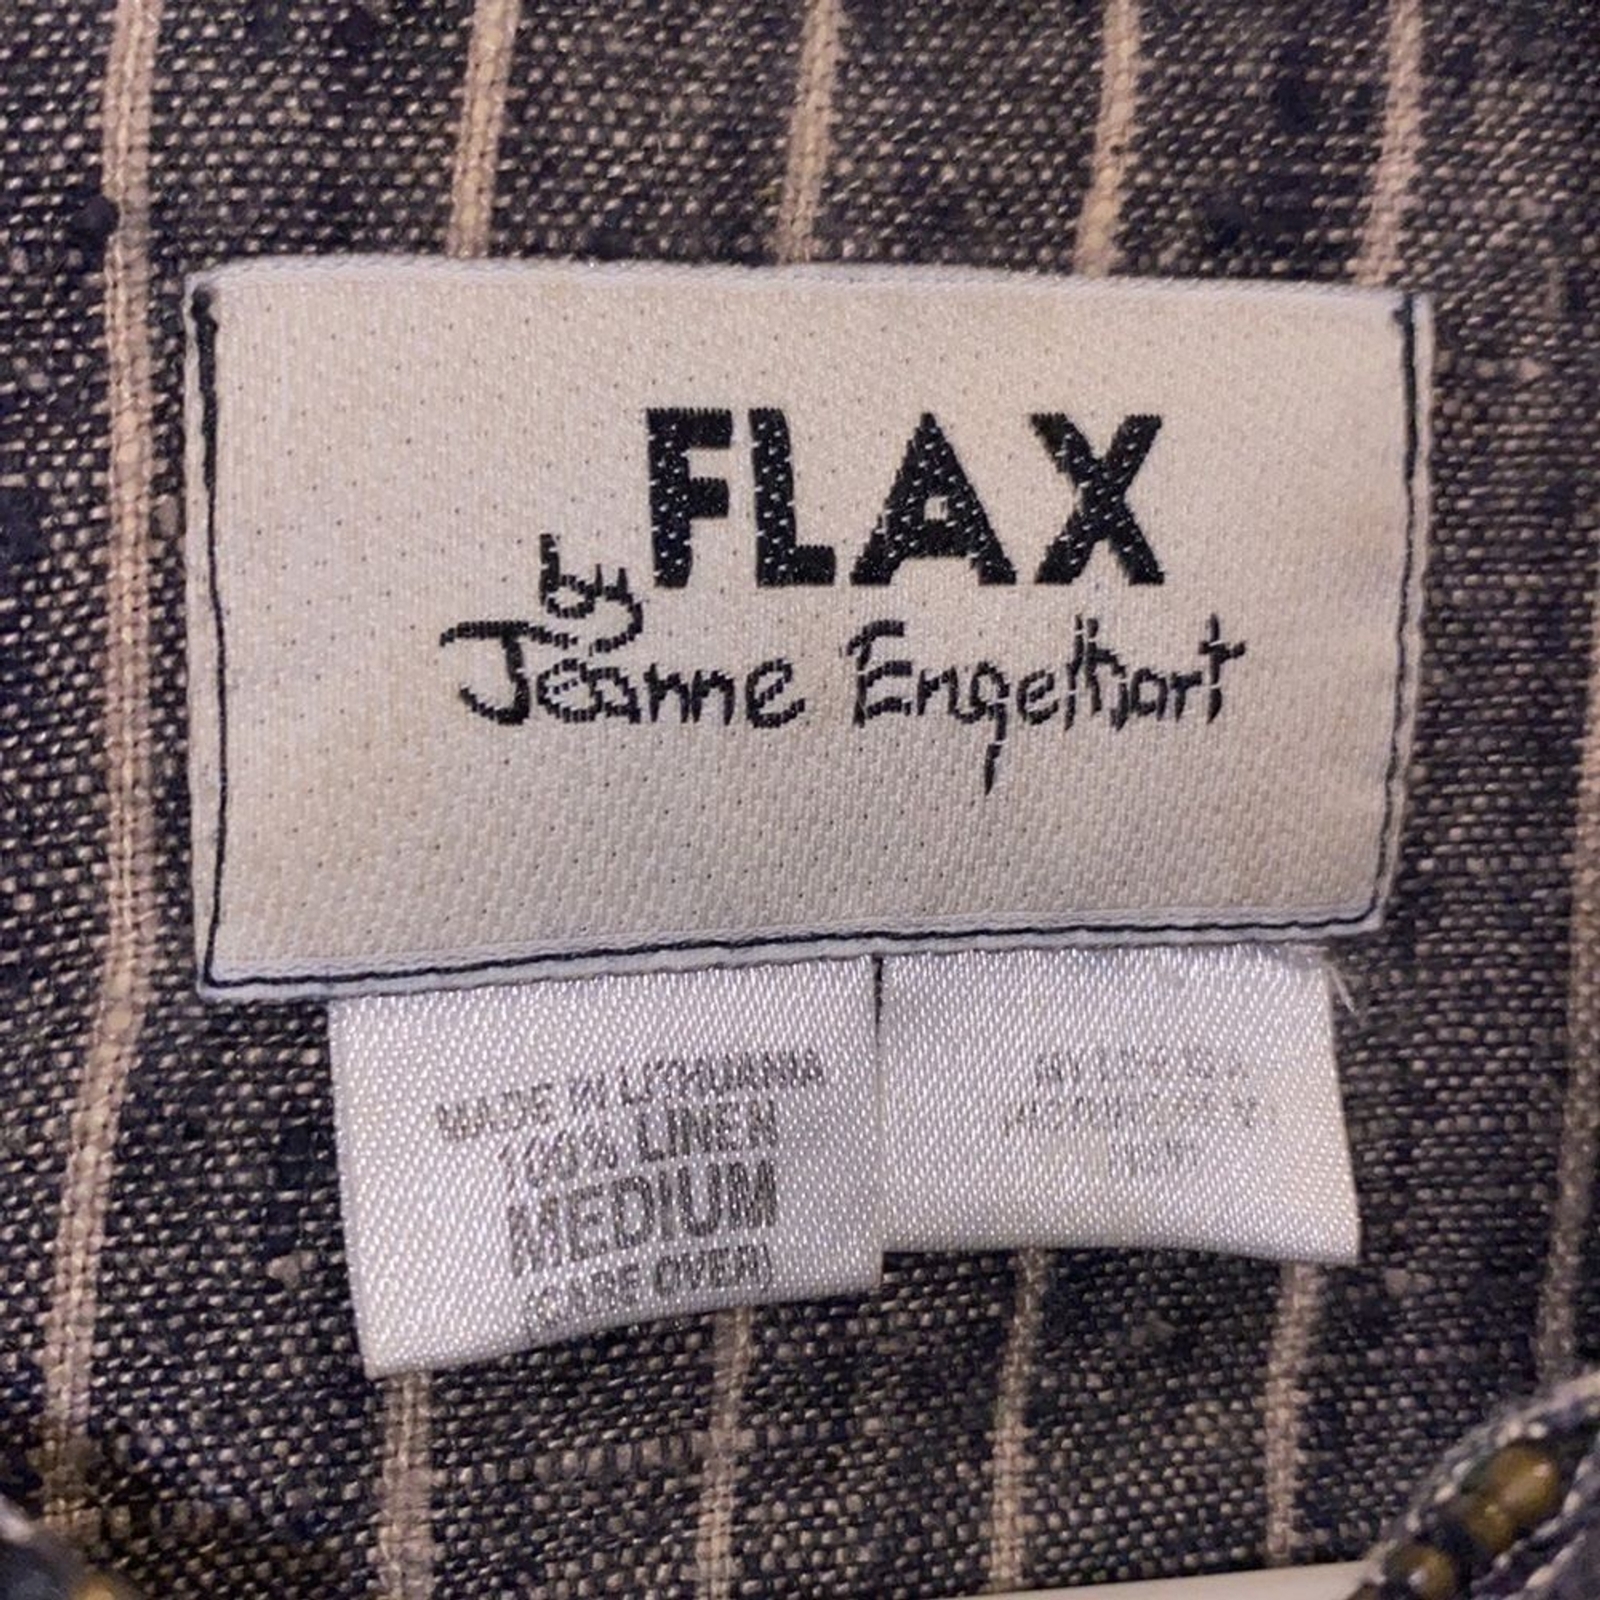 FLAX
by
Jeanne Engelhart
MADE IN LITHUANIA
100% LINEN
MEDIUM
(CARE OVER)